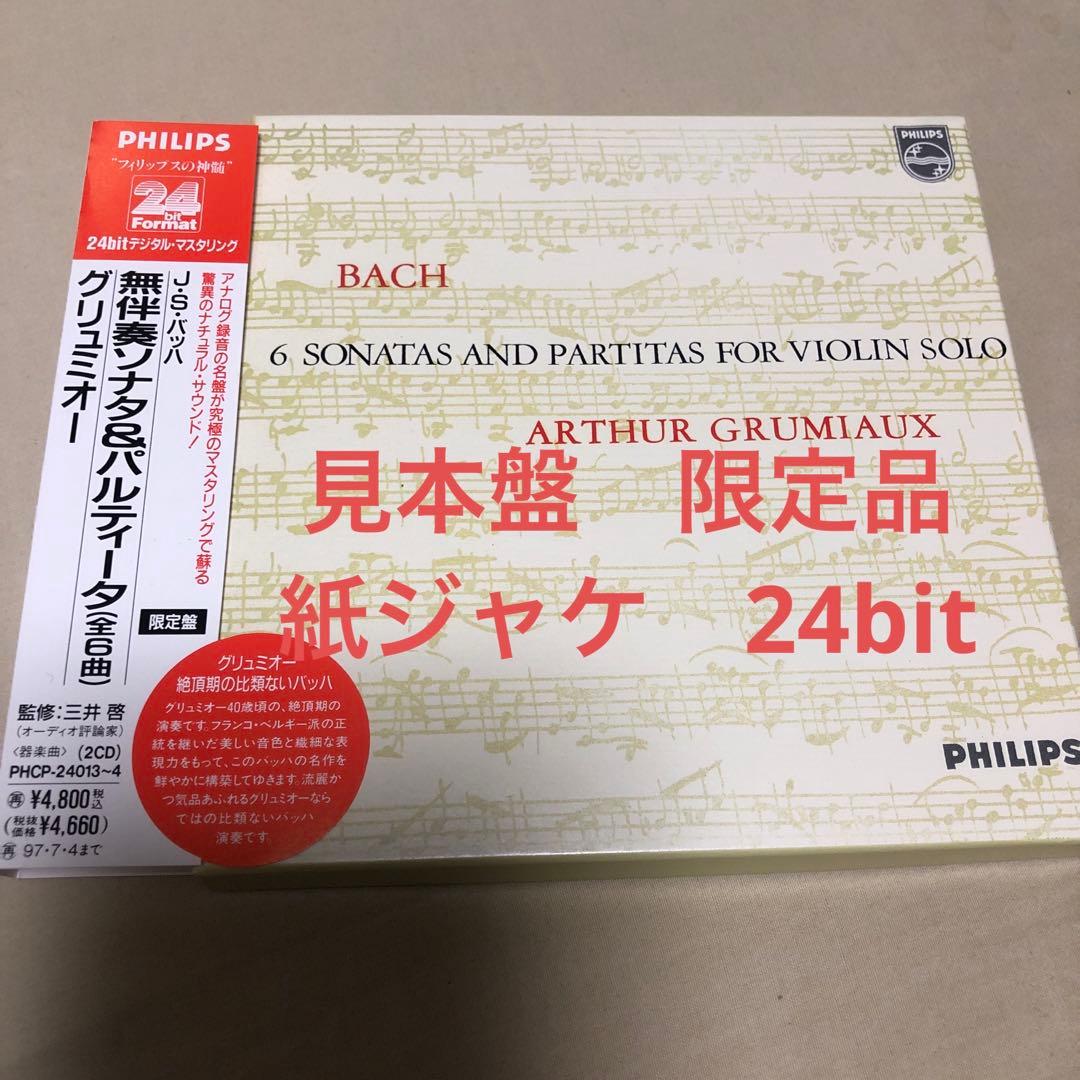 PHILIPS
"フィリップスの神髄"
24
bit
Format
24bitデジタル・マスタリング
アナログ録音の名盤が究極のマスタリングで蘇る
驚異のナチュラル・サウンド!
J・S・バッハ
無伴奏ソナタ&パルティータ〈全6曲〉
グリュミオー
限定盤
監修:三井 啓
(オーディオ評論家)
〈器楽曲〉 (2CD)
PHCP-24013~4
再 ¥4,800税込
(税抜価格¥4,660)
再 97・7・4まで
グリュミオー
絶頂期の比類ないバッハ
グリュミオー40歳頃の、絶頂期の
演奏です。フランコ・ベルギー派の正
統を継いだ美しい音色と繊細な表
現力をもって、このバッハの名作を
鮮やかに構築してゆきます。流麗か
つ気品あふれるグリュミオーなら
ではの比類ないバッハ
演奏です。
PHILIPS
BACH
6 SONATAS AND PARTITAS FOR VIOLIN SOLO
ARTHUR GRUMIAUX
見本盤 限定品
紙ジャケ 24bit
PHILIPS